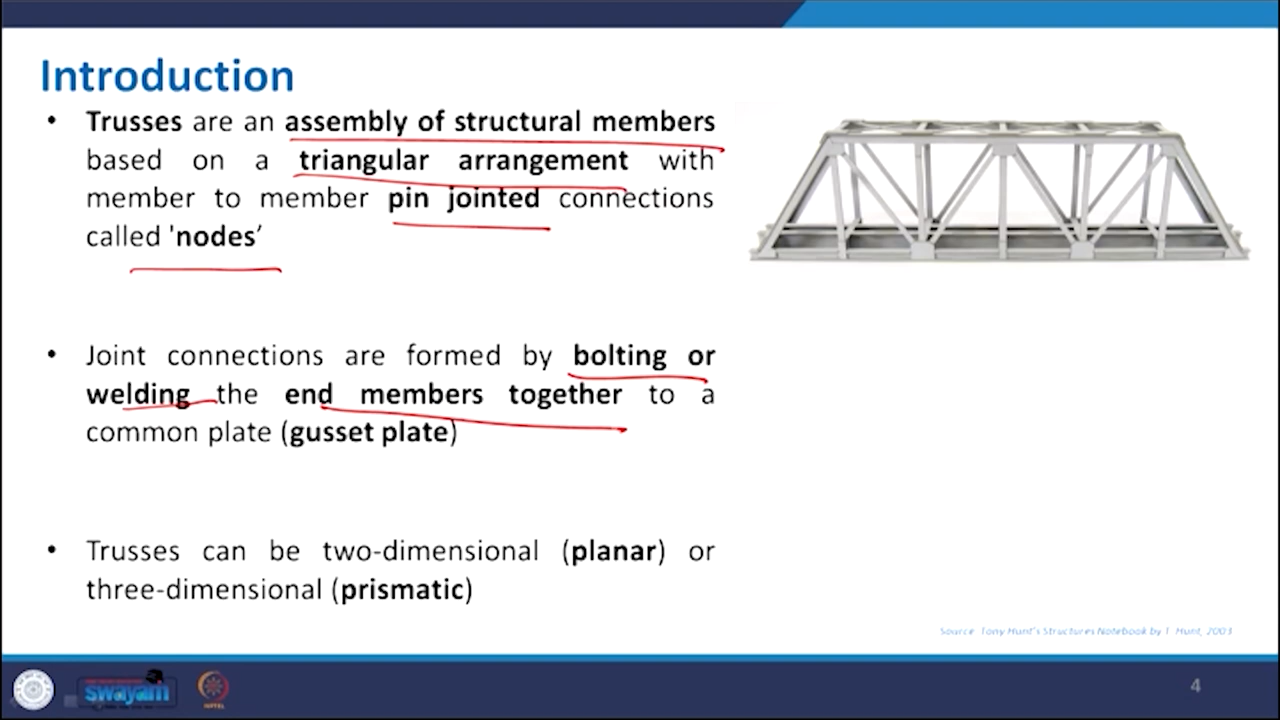 Introduction
• Trusses are an assembly of structural members
based on a triangular arrangement with
member to member pin jointed connections
called 'nodes’
• Joint connections are formed by bolting or
welding the end members together to a
common plate (gusset plate)
• Trusses can be two-dimensional (planar) or
three-dimensional (prismatic)
Source: Tony Hunt's Structures Notebook by T. Hunt, 2003
swayam
4